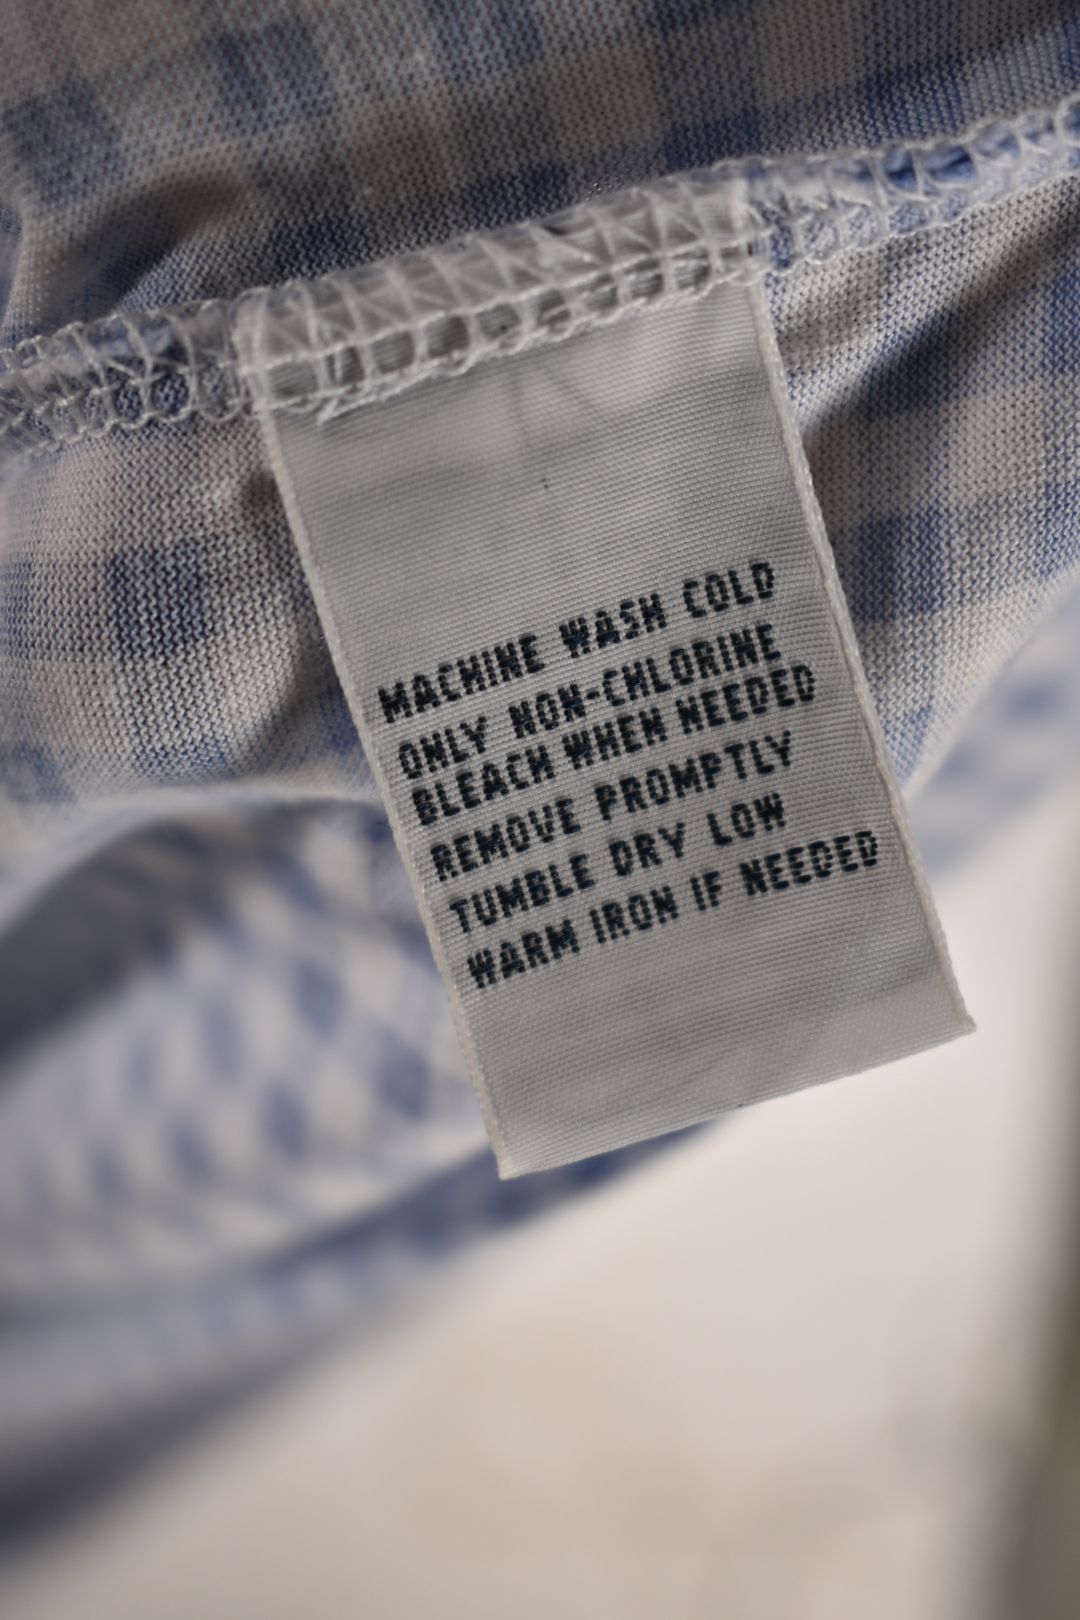 MACHINE WASH COLD
ONLY NON-CHLORINE
BLEACH WHEN NEEDED
REMOVE PROMPTLY
TUMBLE DRY LOW
WARM IRON IF NEEDED